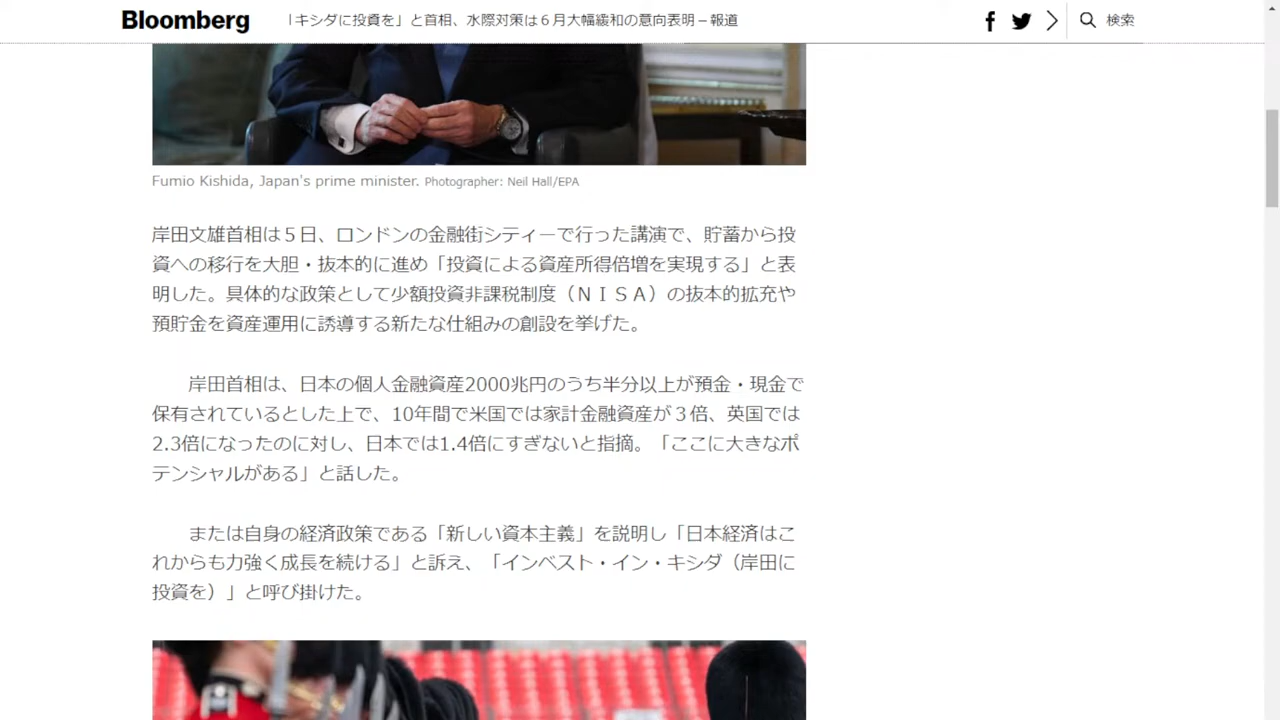 Bloomberg
「キシダに投資を」と首相、水際対策は６月大幅緩和の意向表明－報道
検索
Fumio Kishida, Japan's prime minister. Photographer: Neil Hall/EPA
岸田文雄首相は５日、ロンドンの金融街シティーで行った講演で、貯蓄から投
資への移行を大胆・抜本的に進め「投資による資産所得倍増を実現する」と表
明した。具体的な政策として少額投資非課税制度（ＮＩＳＡ）の抜本的拡充や
預貯金を資産運用に誘導する新たな仕組みの創設を挙げた。
岸田首相は、日本の個人金融資産2000兆円のうち半分以上が預金・現金で
保有されているとした上で、10年間で米国では家計金融資産が３倍、英国では
2.3倍になったのに対し、日本では1.4倍にすぎないと指摘。「ここに大きなポ
テンシャルがある」と話した。
または自身の経済政策である「新しい資本主義」を説明し「日本経済はこ
れからも力強く成長を続ける」と訴え、「インベスト・イン・キシダ（岸田に
投資を）」と呼び掛けた。